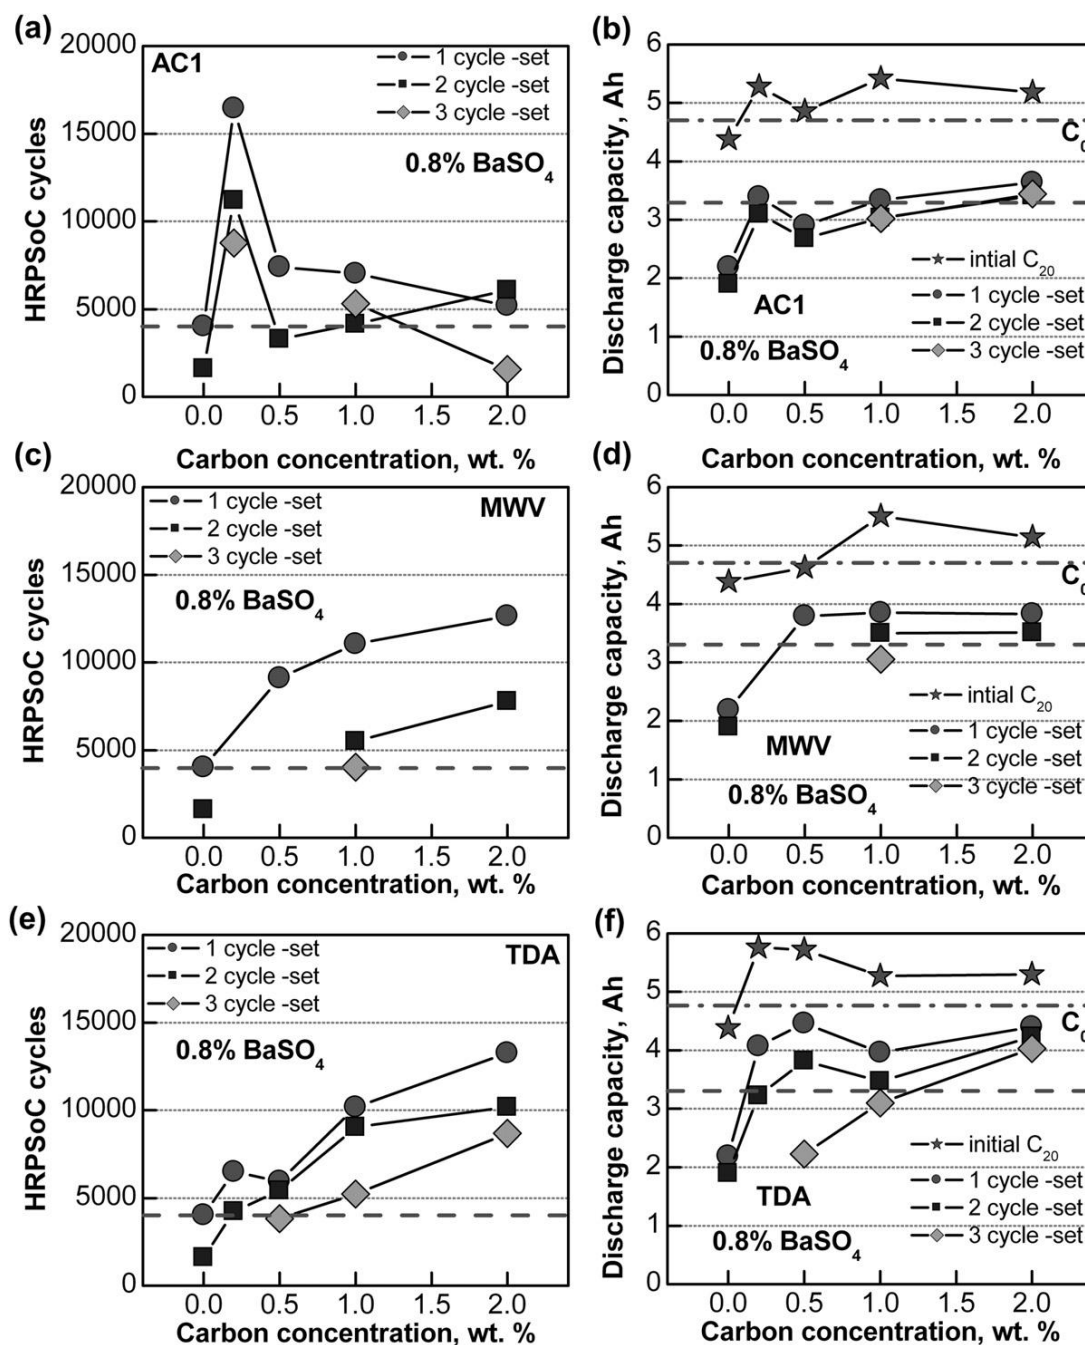 (a)
20000
15000
10000
5000
0
HRPSoC cycles
AC1
1 cycle -set
2 cycle -set
3 cycle -set
0.8% BaSO₄
0.0 0.5 1.0 1.5 2.0
Carbon concentration, wt. %
(b)
6
5
4
3
2
1
0
Discharge capacity, Ah
C₀
intial C₂₀
1 cycle -set
2 cycle -set
3 cycle -set
AC1
0.8% BaSO₄
0.0 0.5 1.0 1.5 2.0
Carbon concentration, wt. %
(c)
20000
15000
10000
5000
0
HRPSoC cycles
1 cycle -set
2 cycle -set
3 cycle -set
MWV
0.8% BaSO₄
0.0 0.5 1.0 1.5 2.0
Carbon concentration, wt. %
(d)
6
5
4
3
2
1
0
Discharge capacity, Ah
C₀
intial C₂₀
1 cycle -set
2 cycle -set
3 cycle -set
MWV
0.8% BaSO₄
0.0 0.5 1.0 1.5 2.0
Carbon concentration, wt. %
(e)
20000
15000
10000
5000
0
HRPSoC cycles
1 cycle -set
2 cycle -set
3 cycle -set
TDA
0.8% BaSO₄
0.0 0.5 1.0 1.5 2.0
Carbon concentration, wt. %
(f)
6
5
4
3
2
1
0
Discharge capacity, Ah
C₀
initial C₂₀
1 cycle -set
2 cycle -set
3 cycle -set
TDA
0.8% BaSO₄
0.0 0.5 1.0 1.5 2.0
Carbon concentration, wt. %